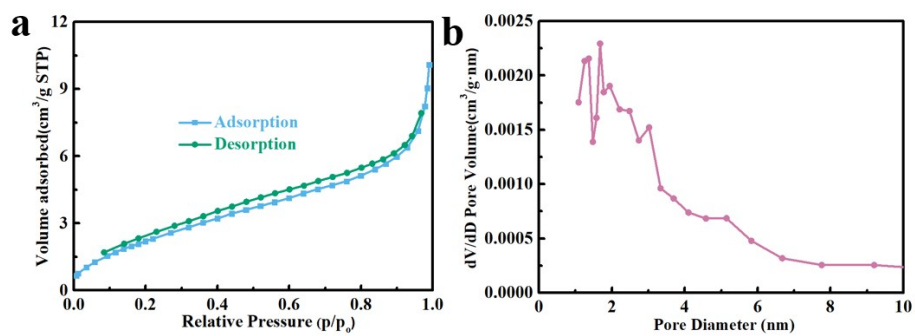 a
Volume adsorbed(cm³/g STP)
12
9
6
3
0
Adsorption
Desorption
0.0 0.2 0.4 0.6 0.8 1.0
Relative Pressure (p/p₀)
b
dV/dD Pore Volume(cm³/g·nm)
0.0025
0.0020
0.0015
0.0010
0.0005
0.0000
0 2 4 6 8 10
Pore Diameter (nm)